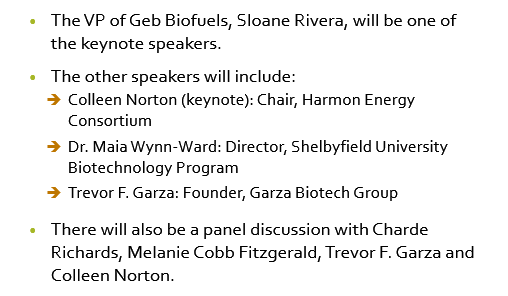 • The VP of Geb Biofuels, Sloane Rivera, will be one of
the keynote speakers.
• The other speakers will include:
➔ Colleen Norton (keynote): Chair, Harmon Energy
Consortium
➔ Dr. Maia Wynn-Ward: Director, Shelbyfield University
Biotechnology Program
➔ Trevor F. Garza: Founder, Garza Biotech Group
• There will also be a panel discussion with Charde
Richards, Melanie Cobb Fitzgerald, Trevor F. Garza and
Colleen Norton.